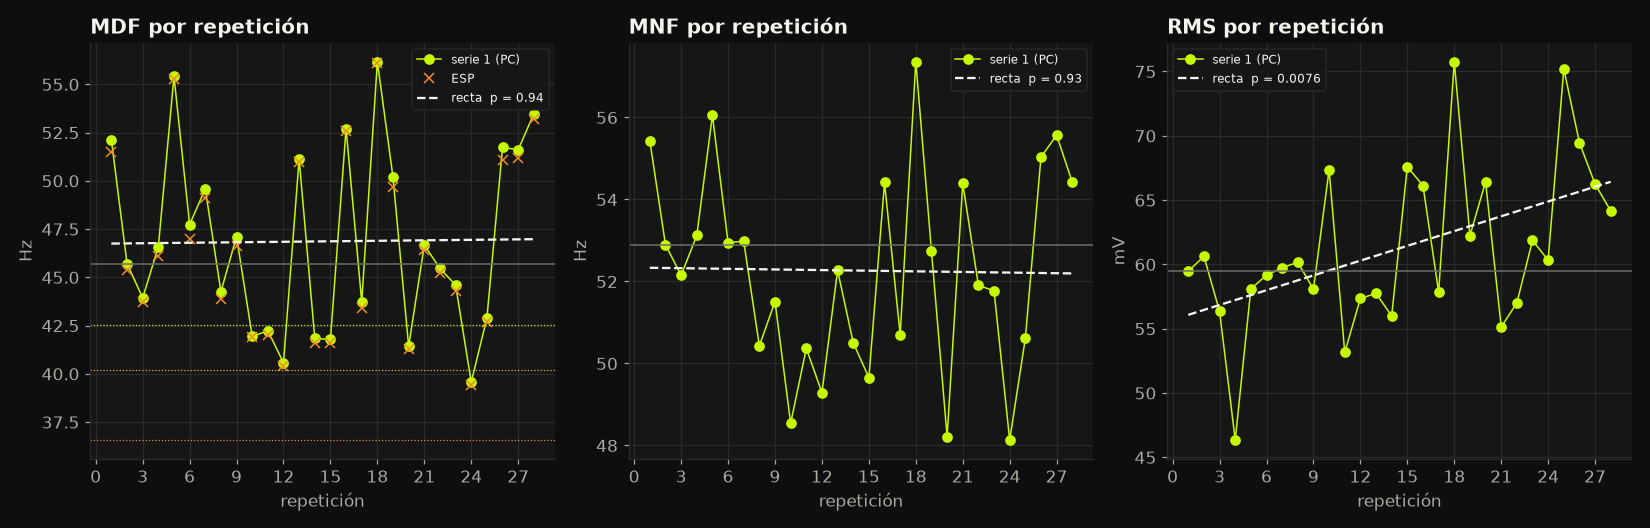 MDF por repetición
serie 1 (PC)
ESP
recta p = 0.94
55.0
52.5
50.0
47.5
45.0
42.5
40.0
37.5
Hz
0 3 6 9 12 15 18 21 24 27
repetición
MNF por repetición
serie 1 (PC)
recta p = 0.93
56
54
52
50
48
Hz
0 3 6 9 12 15 18 21 24 27
repetición
RMS por repetición
serie 1 (PC)
recta p = 0.0076
75
70
65
60
55
50
45
mV
0 3 6 9 12 15 18 21 24 27
repetición